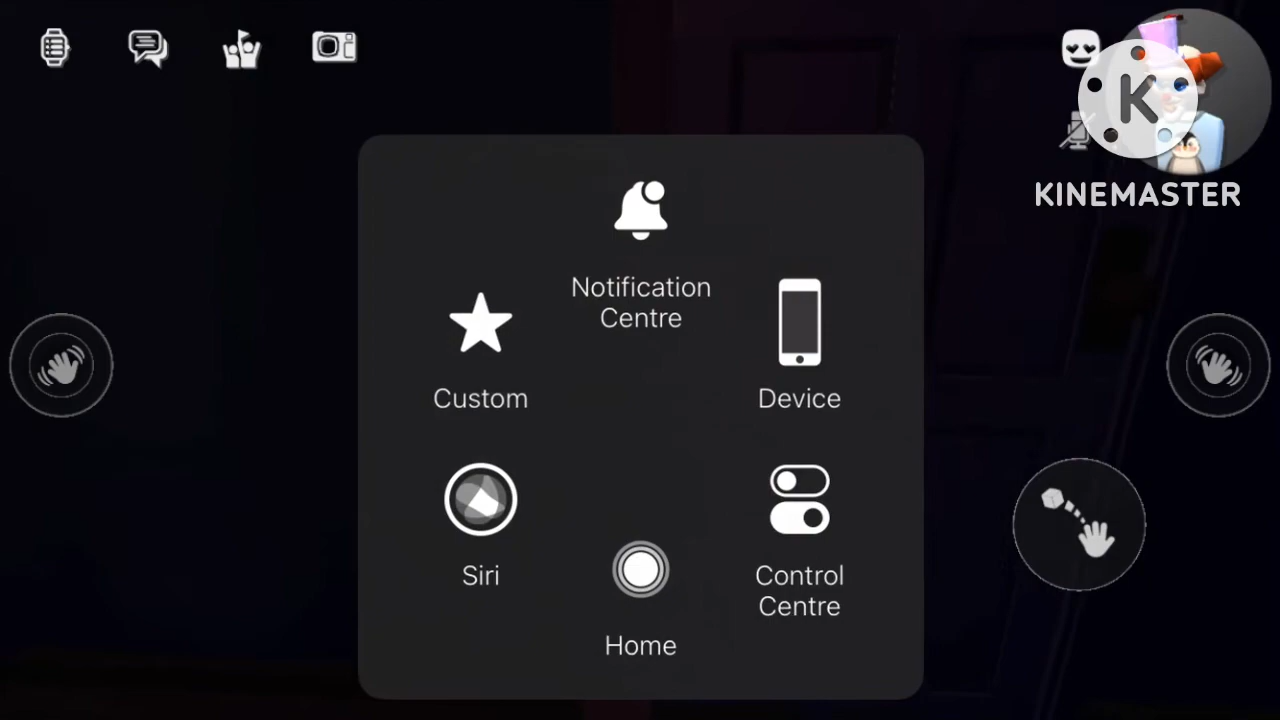 K
KINEMASTER
Notification
Centre
Custom
Device
Siri
Control
Centre
Home